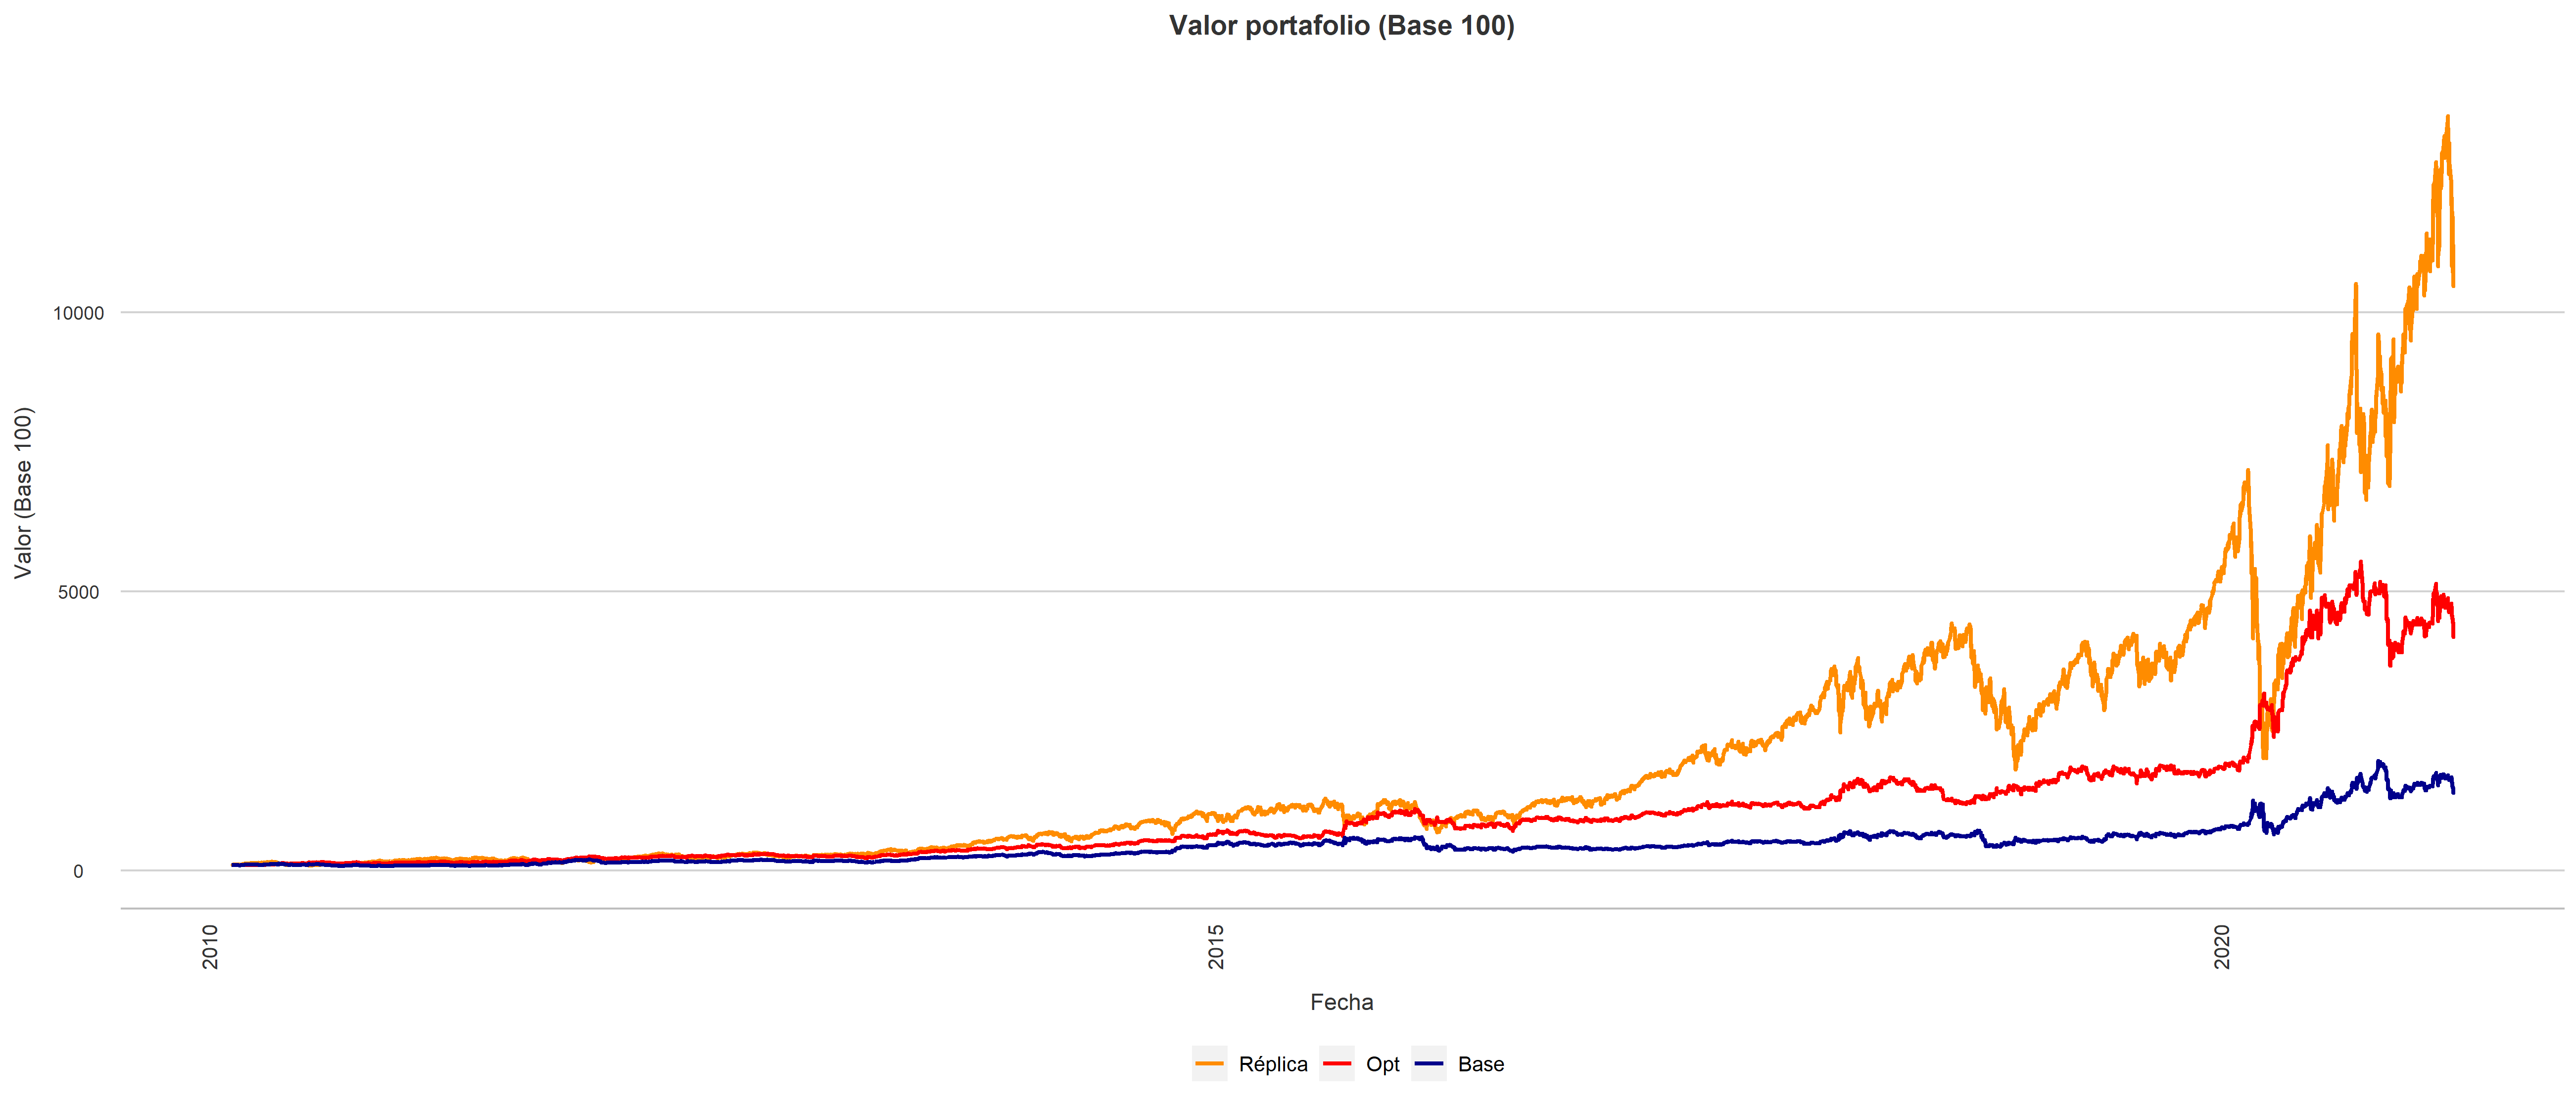 Valor portafolio (Base 100)
Valor (Base 100)
10000
5000
0
2010
2015
2020
Fecha
Réplica
Opt
Base